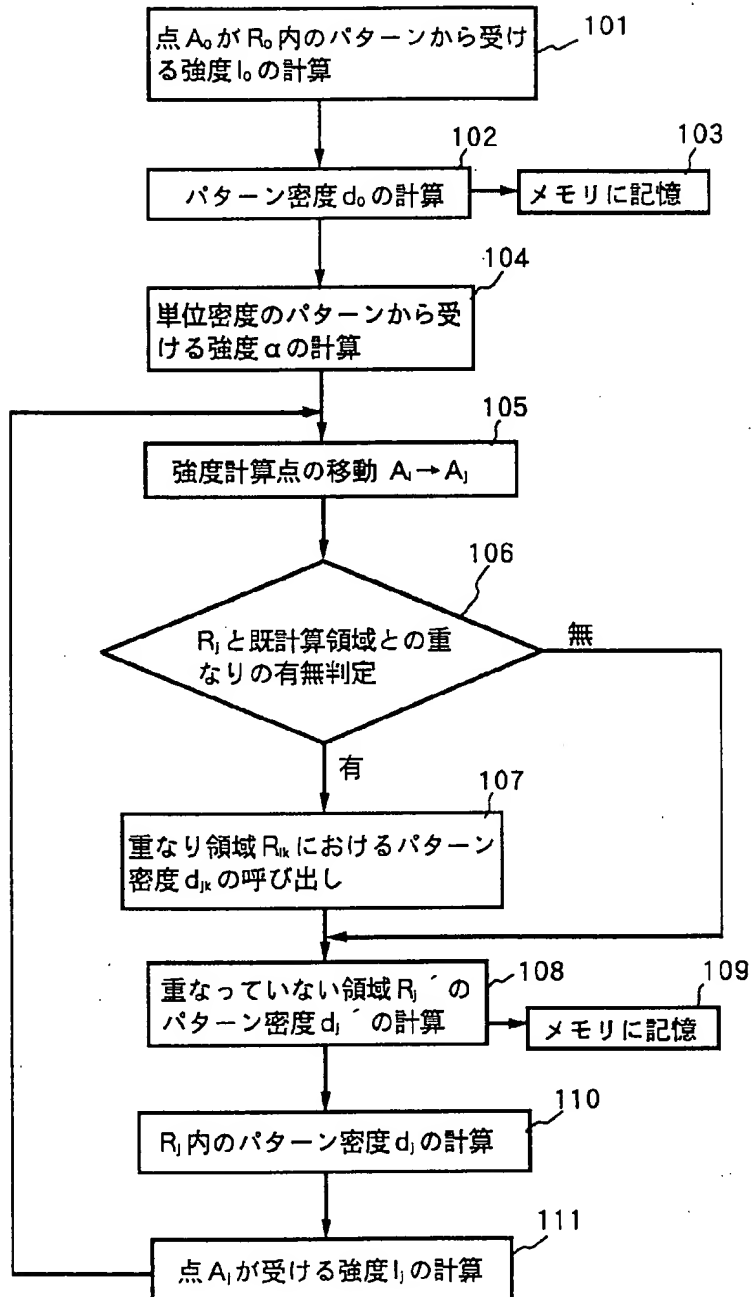 点A₀がR₀内のパターンから受け
る強度I₀の計算
101
102
パターン密度d₀の計算
103
メモリに記憶
104
単位密度のパターンから受
ける強度αの計算
105
強度計算点の移動 Aᵢ→Aⱼ
106
Rⱼと既計算領域との重
なりの有無判定
無
有
107
重なり領域Rᵢₖにおけるパターン
密度dⱼₖの呼び出し
108
重なっていない領域Rⱼ´の
パターン密度dⱼ´の計算
109
メモリに記憶
110
Rⱼ内のパターン密度dⱼの計算
111
点Aⱼが受ける強度Iⱼの計算